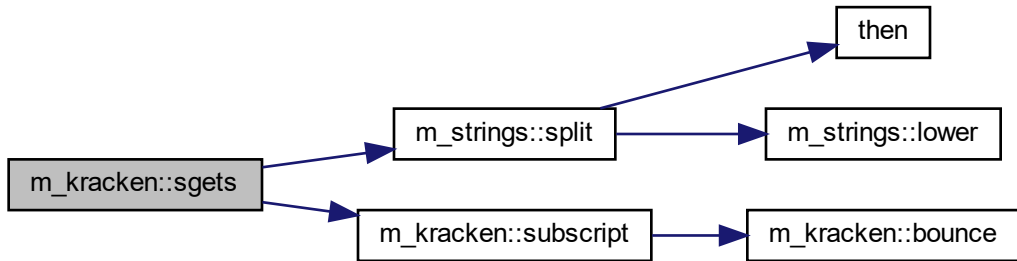 then
m_strings::split
m_strings::lower
m_kracken::sgets
m_kracken::subscript
m_kracken::bounce